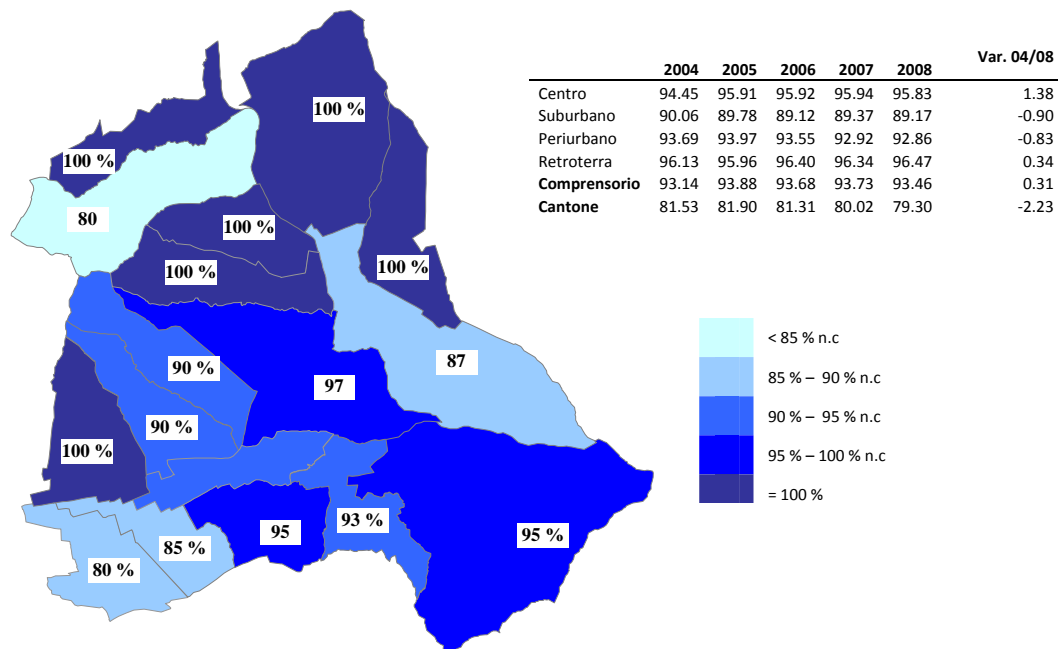 Var. 04/08
2004 2005 2006 2007 2008
Centro 94.45 95.91 95.92 95.94 95.83 1.38
Suburbano 90.06 89.78 89.12 89.37 89.17 -0.90
Periurbano 93.69 93.97 93.55 92.92 92.86 -0.83
Retroterra 96.13 95.96 96.40 96.34 96.47 0.34
Comprensorio 93.14 93.88 93.68 93.73 93.46 0.31
Cantone 81.53 81.90 81.31 80.02 79.30 -2.23
100 %
100 %
80
100 %
100 %
100 %
87
90 %
97
90 %
100 %
95
93 %
95 %
85 %
80 %
< 85 % n.c
85 % – 90 % n.c
90 % – 95 % n.c
95 % – 100 % n.c
= 100 %